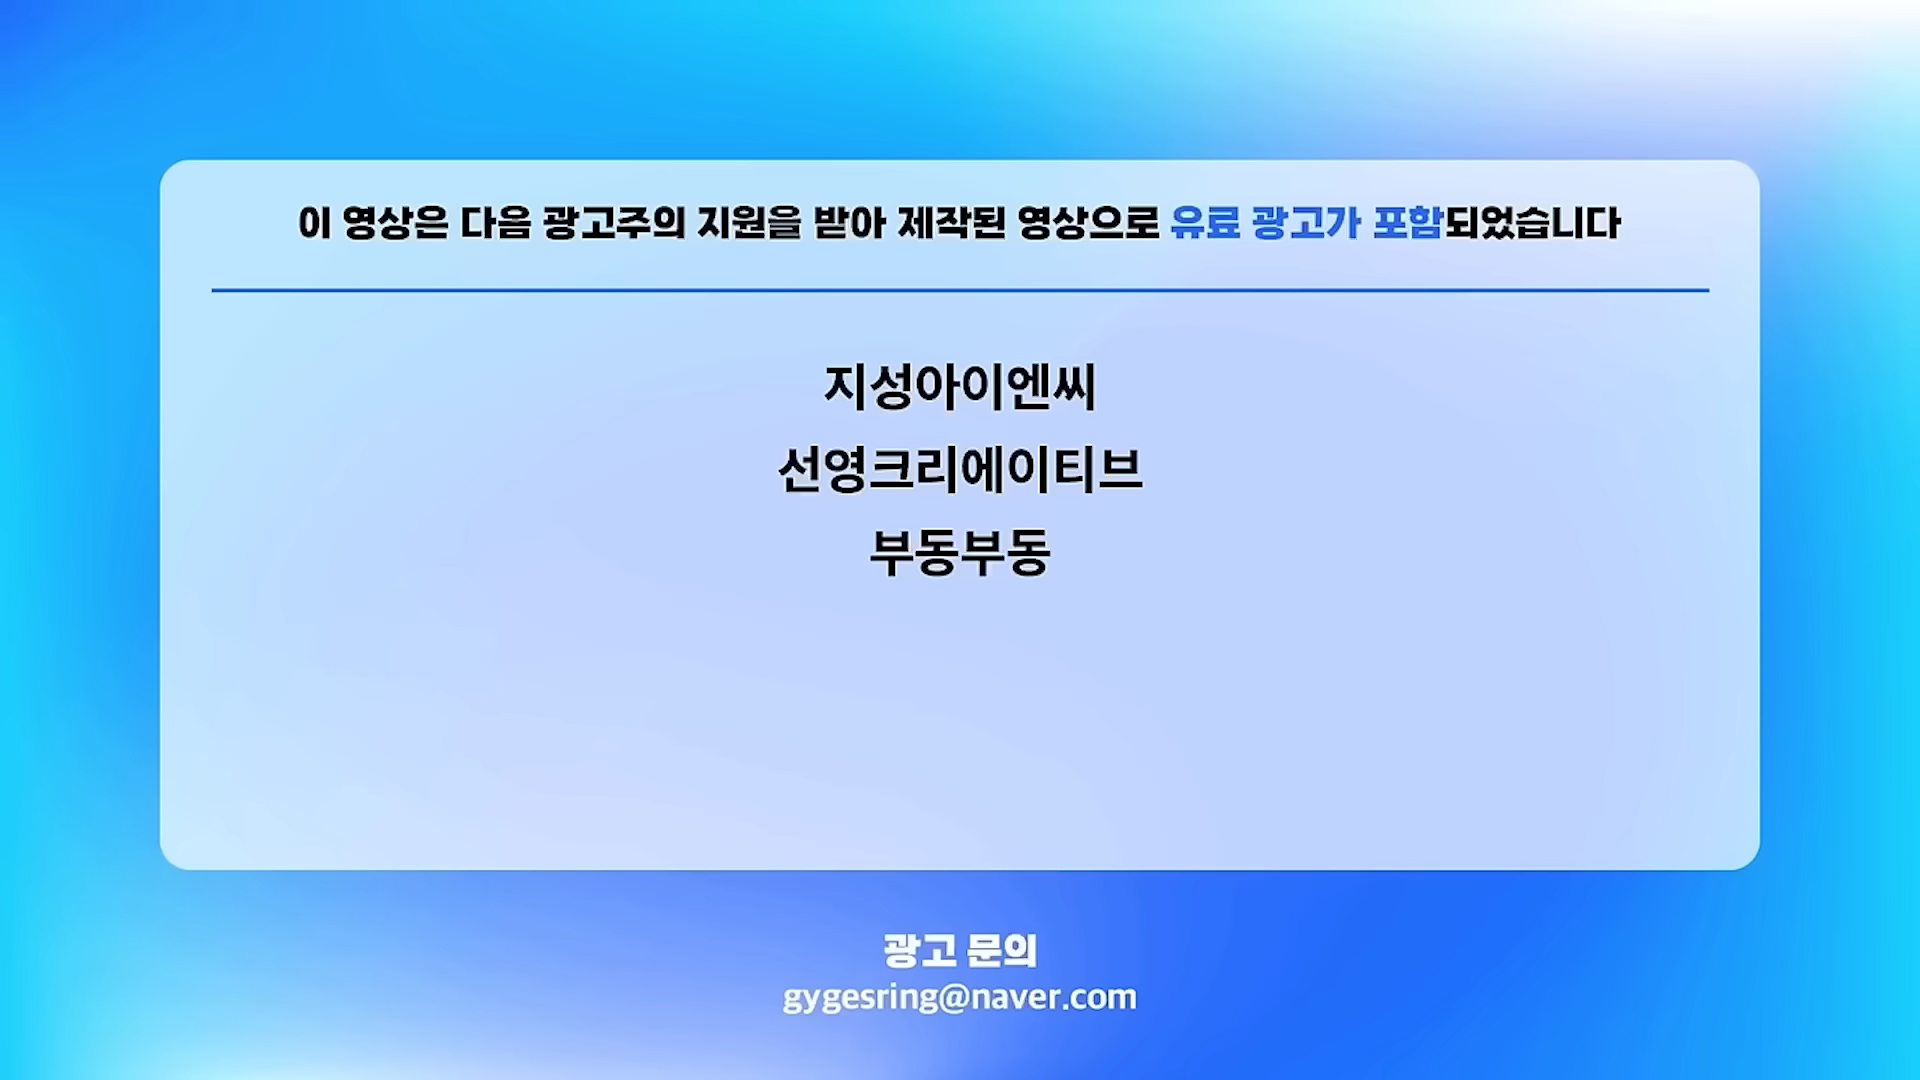 이 영상은 다음 광고주의 지원을 받아 제작된 영상으로 유료 광고가 포함되었습니다
지성아이엔씨
선영크리에이티브
부동부동
광고 문의
gygesring@naver.com